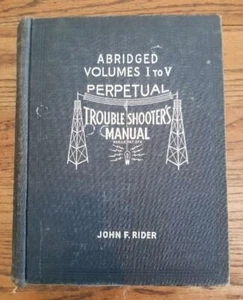 ABRIDGED
VOLUMES I TO V
PERPETUAL
TROUBLE SHOOTER'S
MANUAL
JOHN F. RIDER